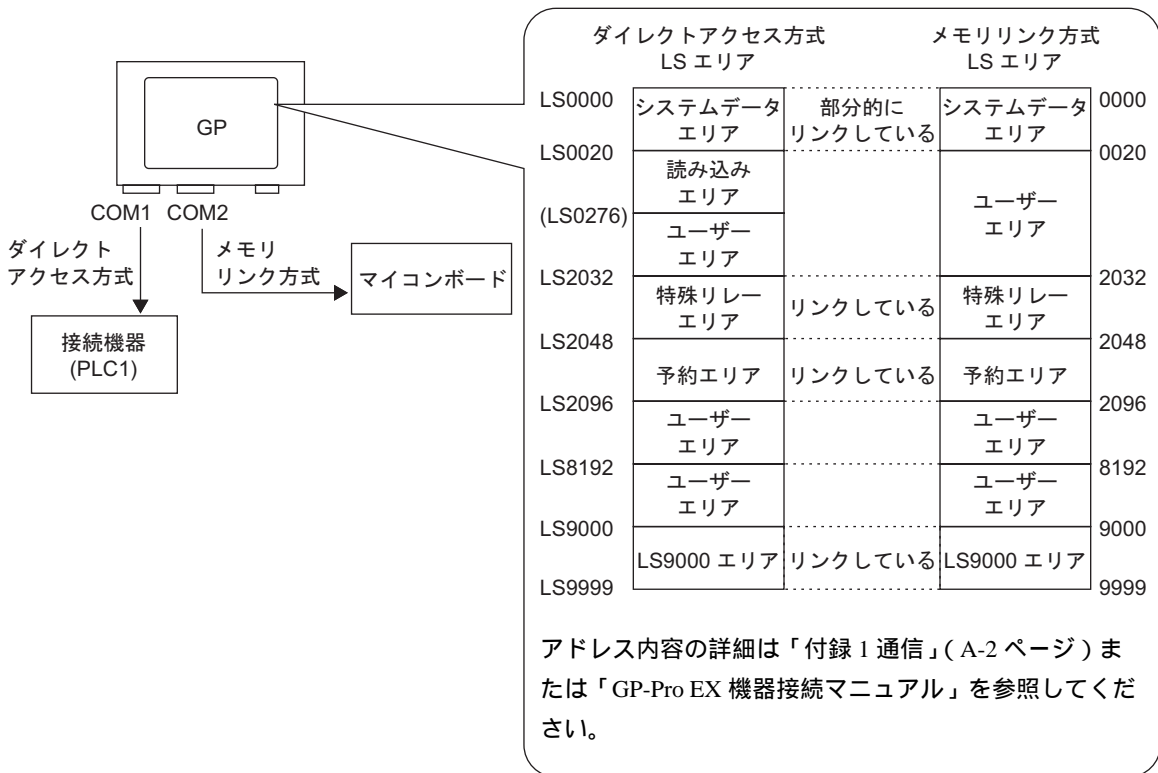 GP
COM1 COM2
ダイレクト
アクセス方式
メモリ
リンク方式
マイコンボード
接続機器
(PLC1)
ダイレクトアクセス方式
LS エリア
メモリリンク方式
LS エリア
LS0000
システムデータ
エリア
部分的に
リンクしている
システムデータ
エリア
0000
LS0020
0020
読み込み
エリア
(LS0276)
ユーザー
エリア
ユーザー
エリア
LS2032
2032
特殊リレー
エリア
リンクしている
特殊リレー
エリア
LS2048
2048
予約エリア
リンクしている
予約エリア
LS2096
2096
ユーザー
エリア
ユーザー
エリア
LS8192
8192
ユーザー
エリア
ユーザー
エリア
LS9000
9000
LS9000 エリア
リンクしている
LS9000 エリア
LS9999
9999
アドレス内容の詳細は「付録 1 通信」( A-2 ページ ) ま
たは「GP-Pro EX 機器接続マニュアル」を参照してくだ
さい。